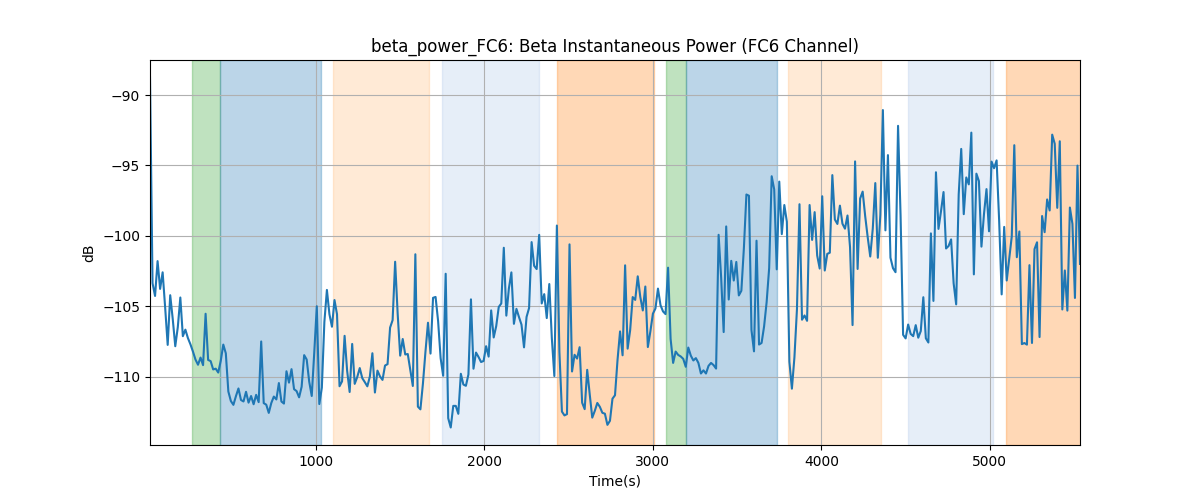 beta_power_FC6: Beta Instantaneous Power (FC6 Channel)
−90
−95
−100
−105
−110
dB
1000 2000 3000 4000 5000
Time(s)